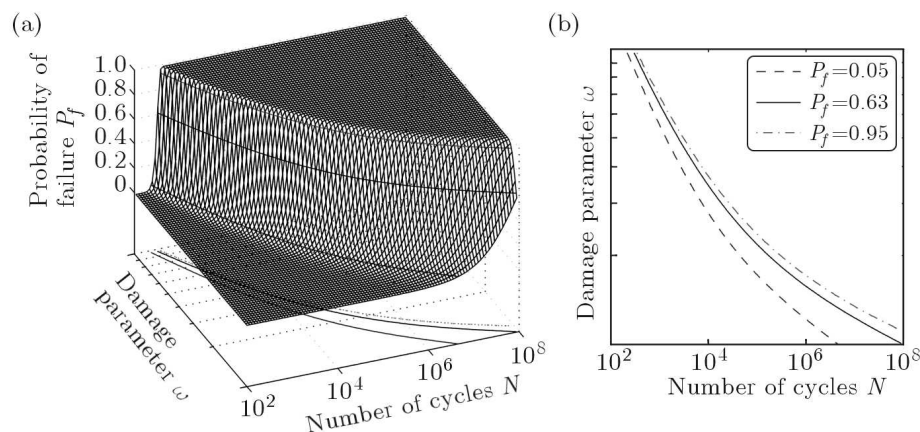 (a)
Probability of
failure P_f
1.0
0.8
0.6
0.4
0.2
0
Damage
parameter ω
10^2
10^4
10^6
10^8
Number of cycles N
(b)
P_f=0.05
P_f=0.63
P_f=0.95
Damage parameter ω
10^2
10^4
10^6
10^8
Number of cycles N